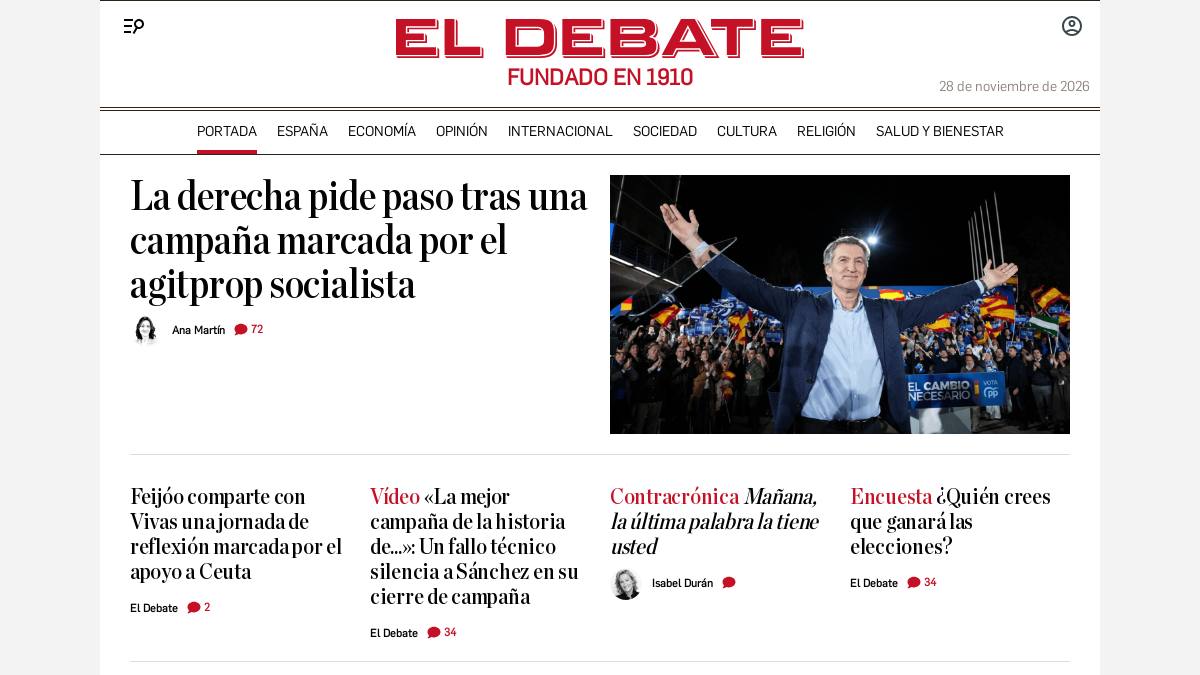 EL DEBATE
FUNDADO EN 1910
28 de noviembre de 2026
PORTADA ESPAÑA ECONOMÍA OPINIÓN INTERNACIONAL SOCIEDAD CULTURA RELIGIÓN SALUD Y BIENESTAR
La derecha pide paso tras una
campaña marcada por el
agitprop socialista
Ana Martín 72
EL CAMBIO
NECESARIO
VOTA
pp
Feijóo comparte con
Vivas una jornada de
reflexión marcada por el
apoyo a Ceuta
El Debate 2
Vídeo «La mejor
campaña de la historia
de...»: Un fallo técnico
silencia a Sánchez en su
cierre de campaña
El Debate 34
Contracrónica Mañana,
la última palabra la tiene
usted
Isabel Durán
Encuesta ¿Quién crees
que ganará las
elecciones?
El Debate 34